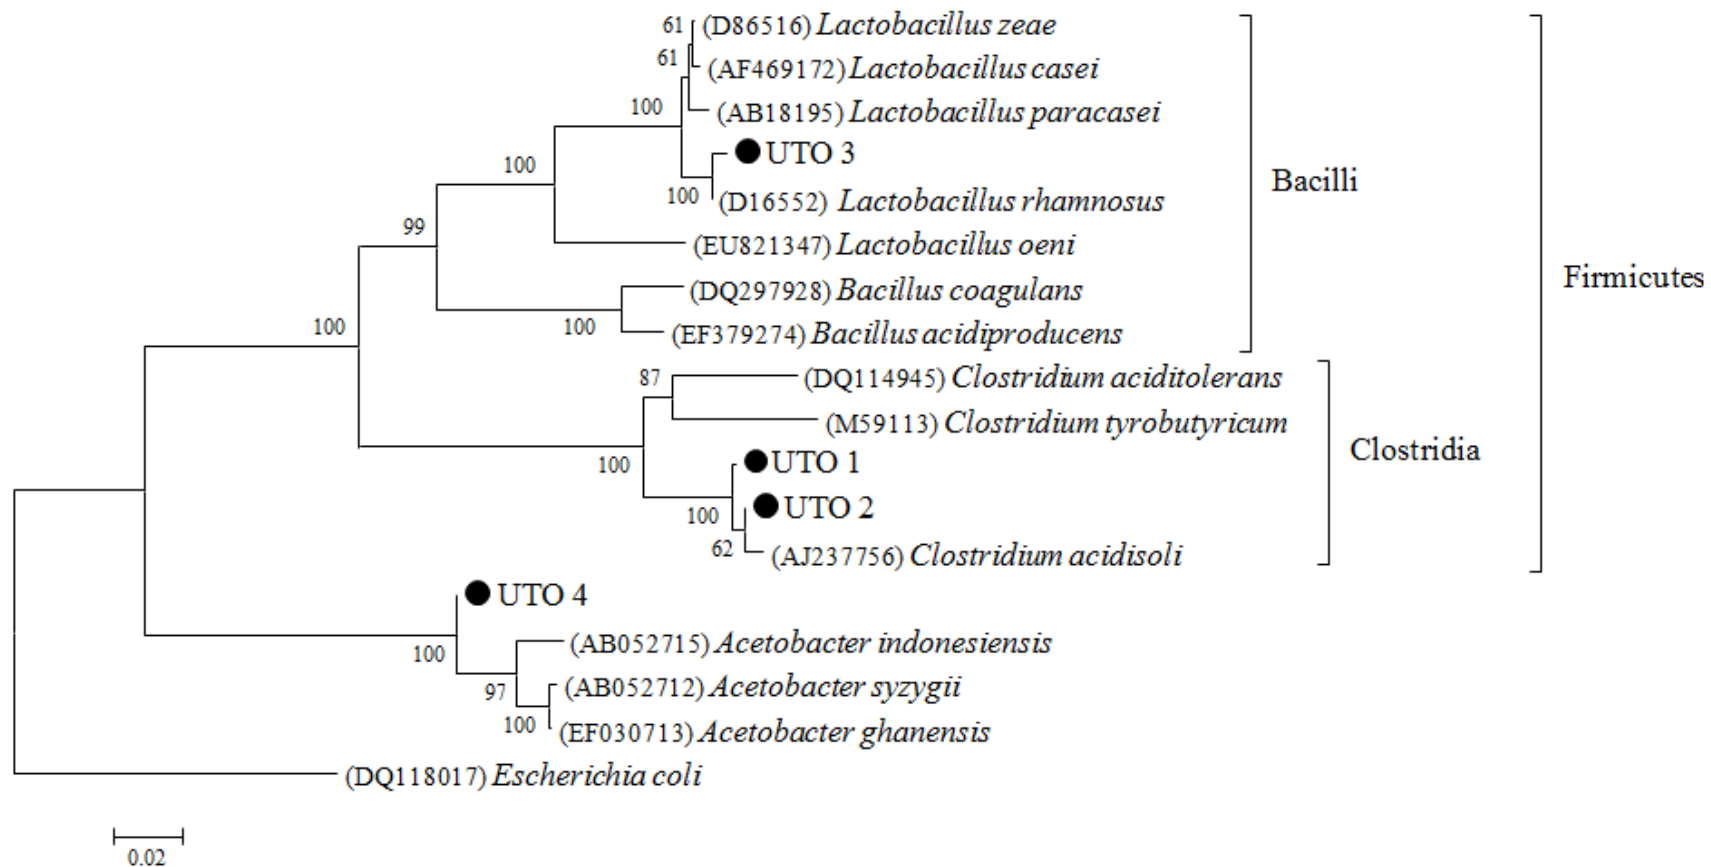 61 (D86516) Lactobacillus zeae
61 (AF469172) Lactobacillus casei
100 (AB18195) Lactobacillus paracasei
UTO 3
100
100 (D16552) Lactobacillus rhamnosus
Bacilli
99
(EU821347) Lactobacillus oeni
Firmicutes
(DQ297928) Bacillus coagulans
100
100
(EF379274) Bacillus acidiproducens
87 (DQ114945) Clostridium aciditolerans
(M59113) Clostridium tyrobutyricum
Clostridia
100
UTO 1
100
UTO 2
62 (AJ237756) Clostridium acidisoli
UTO 4
100
(AB052715) Acetobacter indonesiensis
97 (AB052712) Acetobacter syzygii
100 (EF030713) Acetobacter ghanensis
(DQ118017) Escherichia coli
0.02